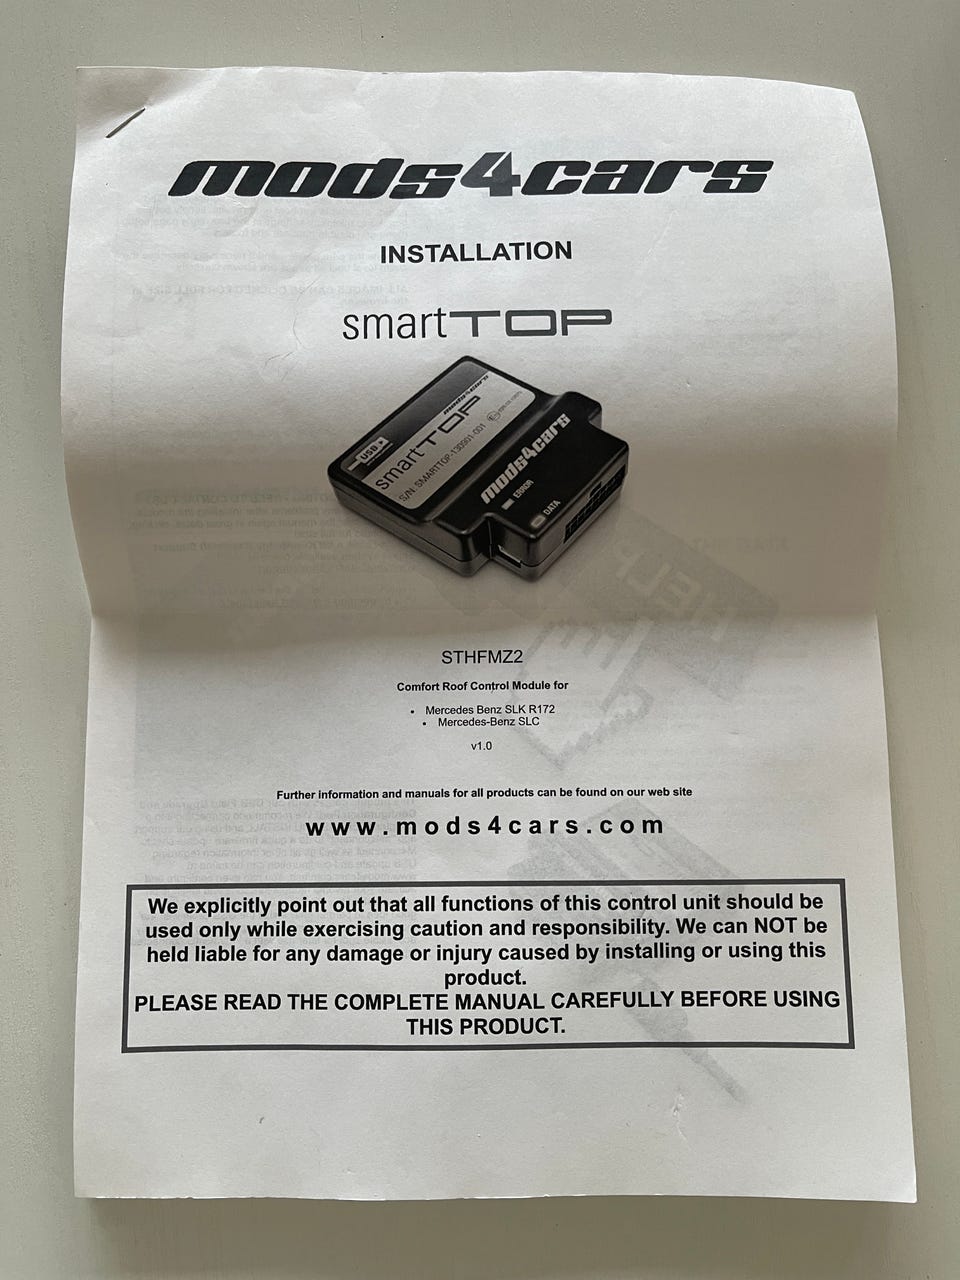 mods4cars
INSTALLATION
smartTOP
USB
mods4cars
smartTOP
S/N: SMARTTOP-130901-001
mods4cars
ERROR
DATA
STHFMZ2
Comfort Roof Control Module for
• Mercedes Benz SLK R172
• Mercedes-Benz SLC
v1.0
Further information and manuals for all products can be found on our web site
www.mods4cars.com
We explicitly point out that all functions of this control unit should be
used only while exercising caution and responsibility. We can NOT be
held liable for any damage or injury caused by installing or using this
product.
PLEASE READ THE COMPLETE MANUAL CAREFULLY BEFORE USING
THIS PRODUCT.
HELP